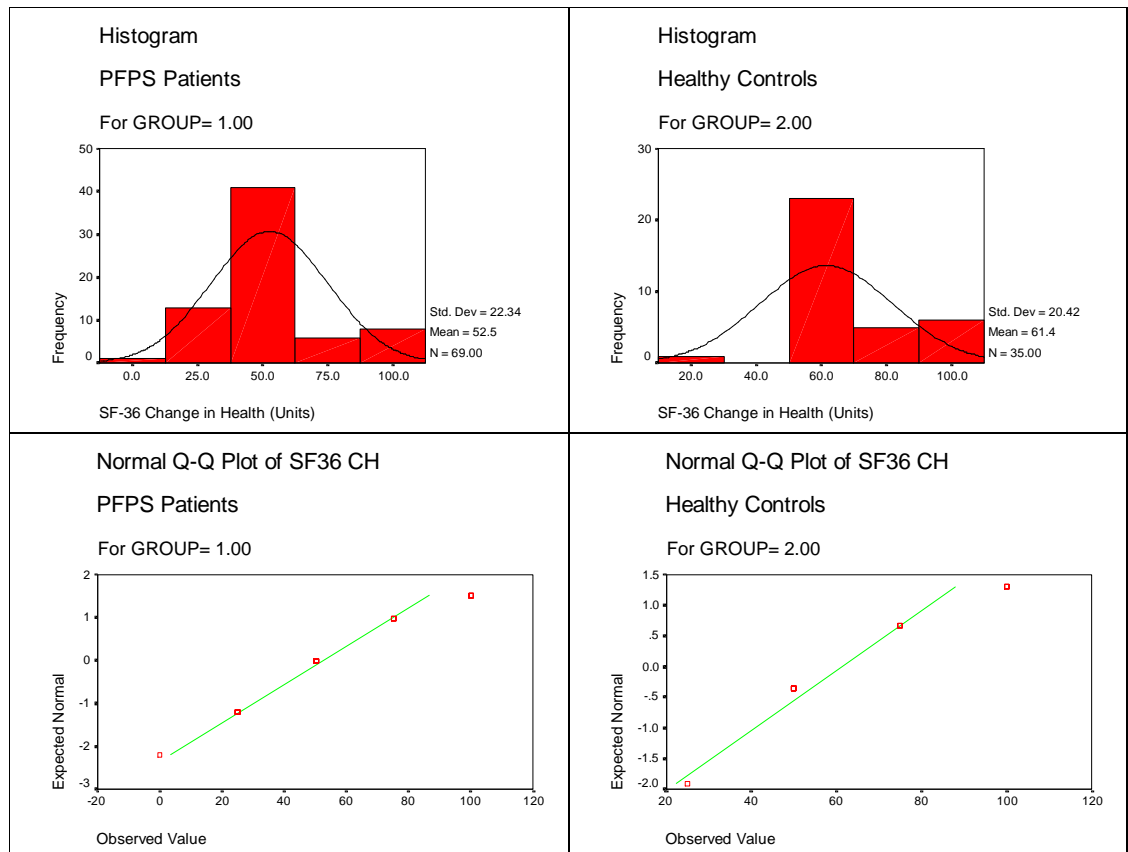 Histogram
PFPS Patients
For GROUP= 1.00
50
40
30
20
10
0
Frequency
Std. Dev = 22.34
Mean = 52.5
N = 69.00
0.0 25.0 50.0 75.0 100.0
SF-36 Change in Health (Units)
Histogram
Healthy Controls
For GROUP= 2.00
30
20
10
0
Frequency
Std. Dev = 20.42
Mean = 61.4
N = 35.00
20.0 40.0 60.0 80.0 100.0
SF-36 Change in Health (Units)
Normal Q-Q Plot of SF36 CH
PFPS Patients
For GROUP= 1.00
2
1
0
-1
-2
-3
Expected Normal
-20 0 20 40 60 80 100 120
Observed Value
Normal Q-Q Plot of SF36 CH
Healthy Controls
For GROUP= 2.00
1.5
1.0
.5
0.0
-.5
-1.0
-1.5
-2.0
Expected Normal
20 40 60 80 100 120
Observed Value